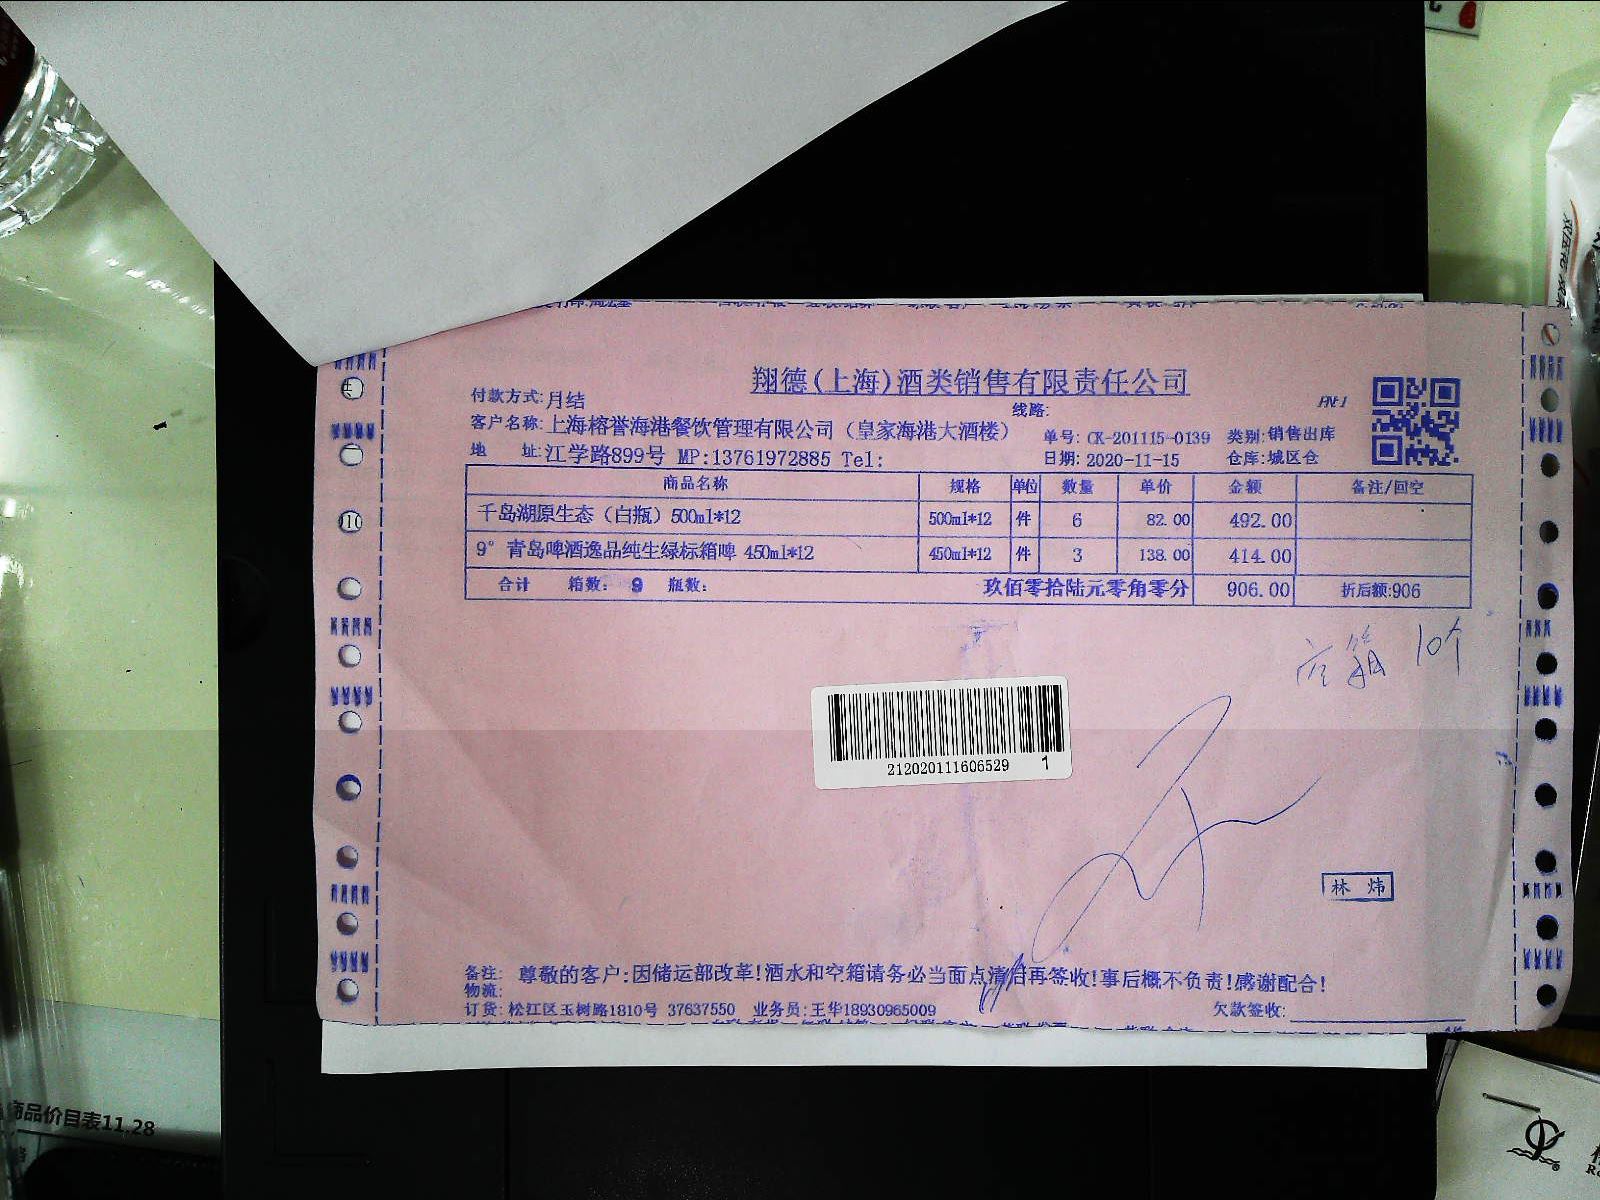 翔德(上海)酒类销售有限责任公司
付款方式:月结
线路:
客户名称:上海榕誉海港餐饮管理有限公司（皇家海港大酒楼）
单号: CK-201115-0139 类别:销售出库
地 址:江学路899号 MP:13761972885 Tel:
日期: 2020-11-15 仓库:城区仓
商品名称 规格 单位 数量 单价 金额 备注/回空
千岛湖原生态（白瓶）500ml*12 500ml*12 件 6 82.00 492.00
9° 青岛啤酒逸品纯生绿标箱啤 450ml*12 450ml*12 件 3 138.00 414.00
合计 箱数: 9 瓶数: 玖佰零拾陆元零角零分 906.00 折后额:906
空箱 10个
212020111606529 1
林 炜
备注: 尊敬的客户:因储运部改革!酒水和空箱请务必当面点清后再签收!事后概不负责!感谢配合!
物流:
订货:松江区玉树路1810号 37637550 业务员:王华18930965009 欠款签收:
商品价目表11.28